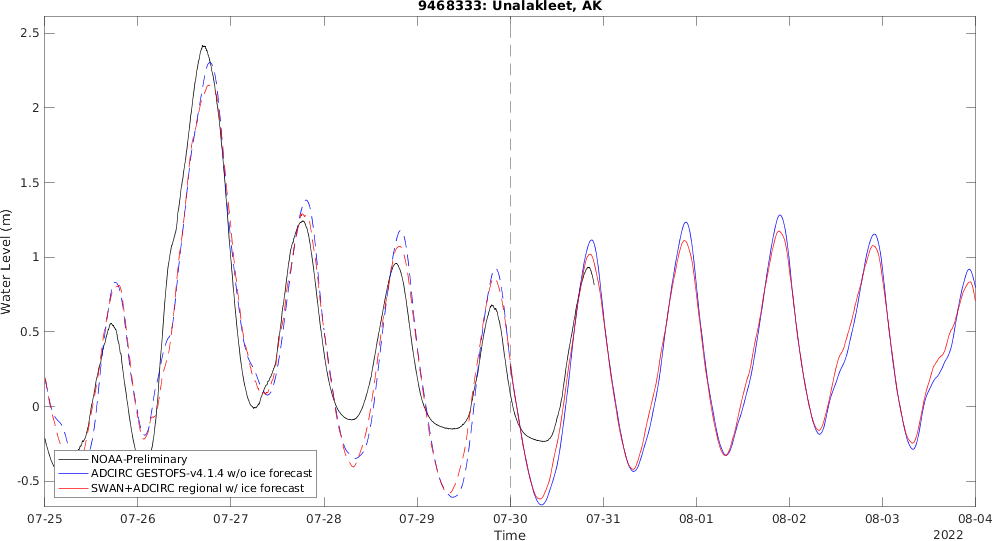 9468333: Unalakleet, AK
Water Level (m)
2.5
2
1.5
1
0.5
0
-0.5
NOAA-Preliminary
ADCIRC GESTOFS-v4.1.4 w/o ice forecast
SWAN+ADCIRC regional w/ ice forecast
07-25 07-26 07-27 07-28 07-29 07-30 07-31 08-01 08-02 08-03 08-04
Time
2022